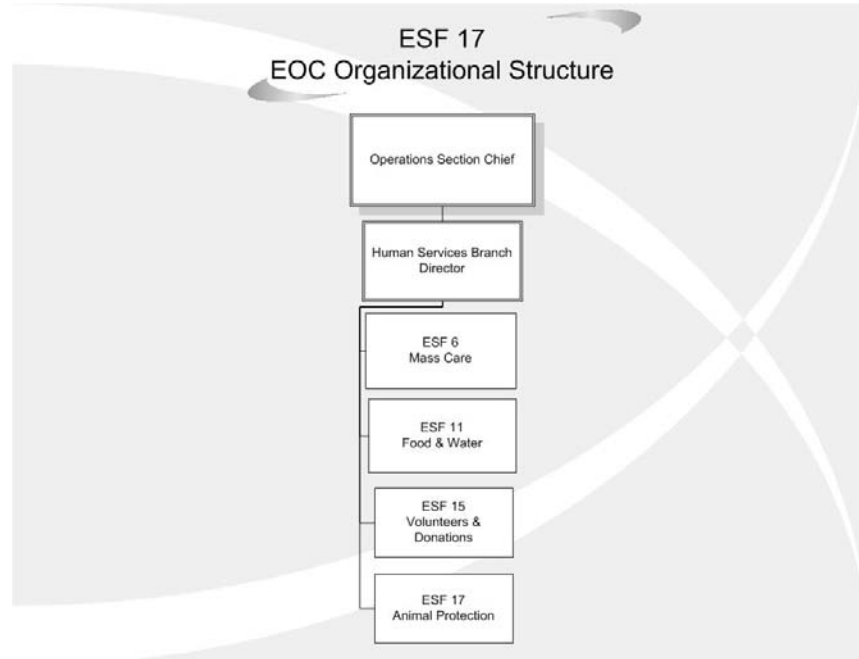 ESF 17
EOC Organizational Structure
Operations Section Chief
Human Services Branch
Director
ESF 6
Mass Care
ESF 11
Food & Water
ESF 15
Volunteers &
Donations
ESF 17
Animal Protection